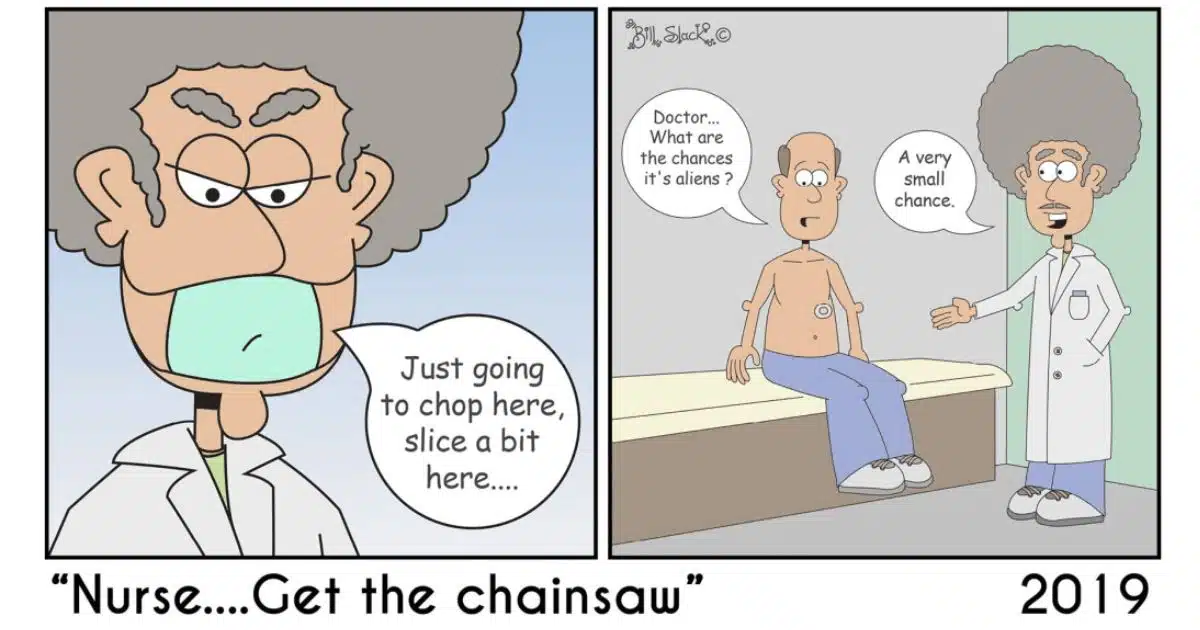 Just going
to chop here,
slice a bit
here....
Bill Slack ©
Doctor...
What are
the chances
it's aliens ?
A very
small
chance.
“Nurse....Get the chainsaw”
2019